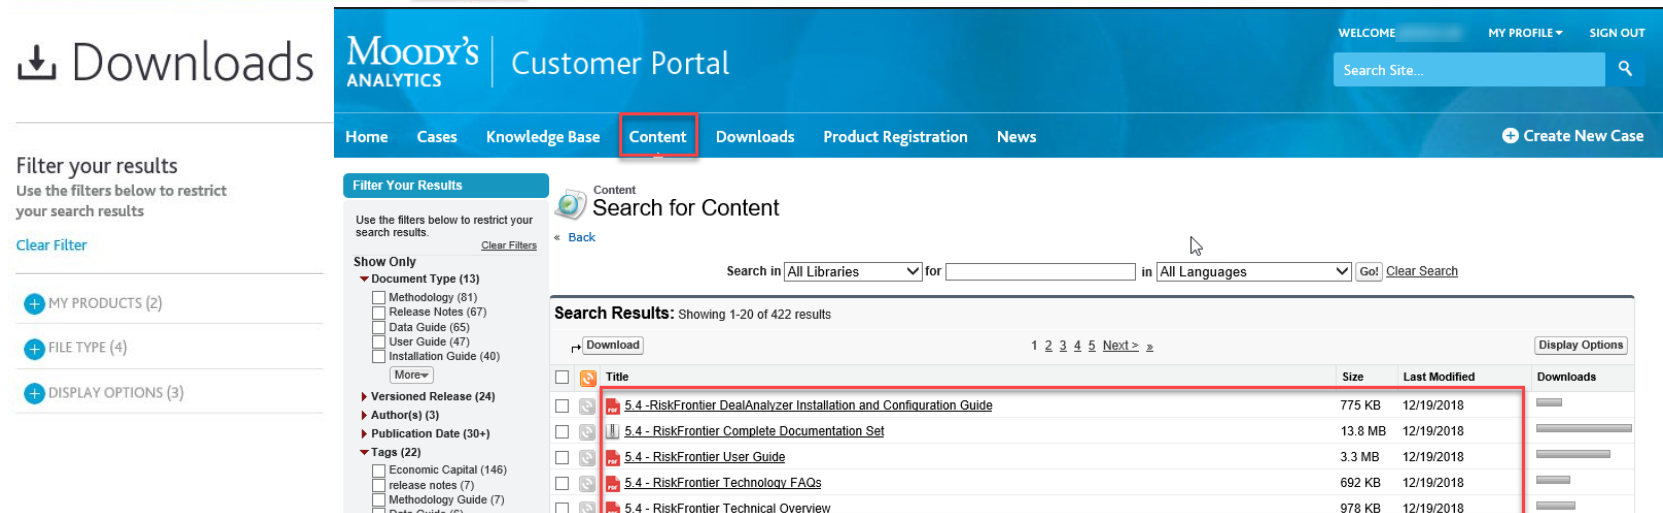 Downloads
Filter your results
Use the filters below to restrict
your search results
Clear Filter
MY PRODUCTS (2)
FILE TYPE (4)
DISPLAY OPTIONS (3)
MOODY'S
ANALYTICS
Customer Portal
WELCOME
MY PROFILE
SIGN OUT
Search Site...
Home Cases Knowledge Base Content Downloads Product Registration News
Create New Case
Filter Your Results
Use the filters below to restrict your
search results.
Clear Filters
Show Only
Document Type (13)
Methodology (81)
Release Notes (67)
Data Guide (65)
User Guide (47)
Installation Guide (40)
More
Versioned Release (24)
Author(s) (3)
Publication Date (30+)
Tags (22)
Economic Capital (146)
release notes (7)
Methodology Guide (7)
Data Guide (6)
Content
Search for Content
« Back
Search in All Libraries for in All Languages Go! Clear Search
Search Results: Showing 1-20 of 422 results
Download
1 2 3 4 5 Next > »
Display Options
Title Size Last Modified Downloads
5.4 -RiskFrontier DealAnalyzer Installation and Configuration Guide 775 KB 12/19/2018
5.4 - RiskFrontier Complete Documentation Set 13.8 MB 12/19/2018
5.4 - RiskFrontier User Guide 3.3 MB 12/19/2018
5.4 - RiskFrontier Technology FAQs 692 KB 12/19/2018
5.4 - RiskFrontier Technical Overview 978 KB 12/19/2018